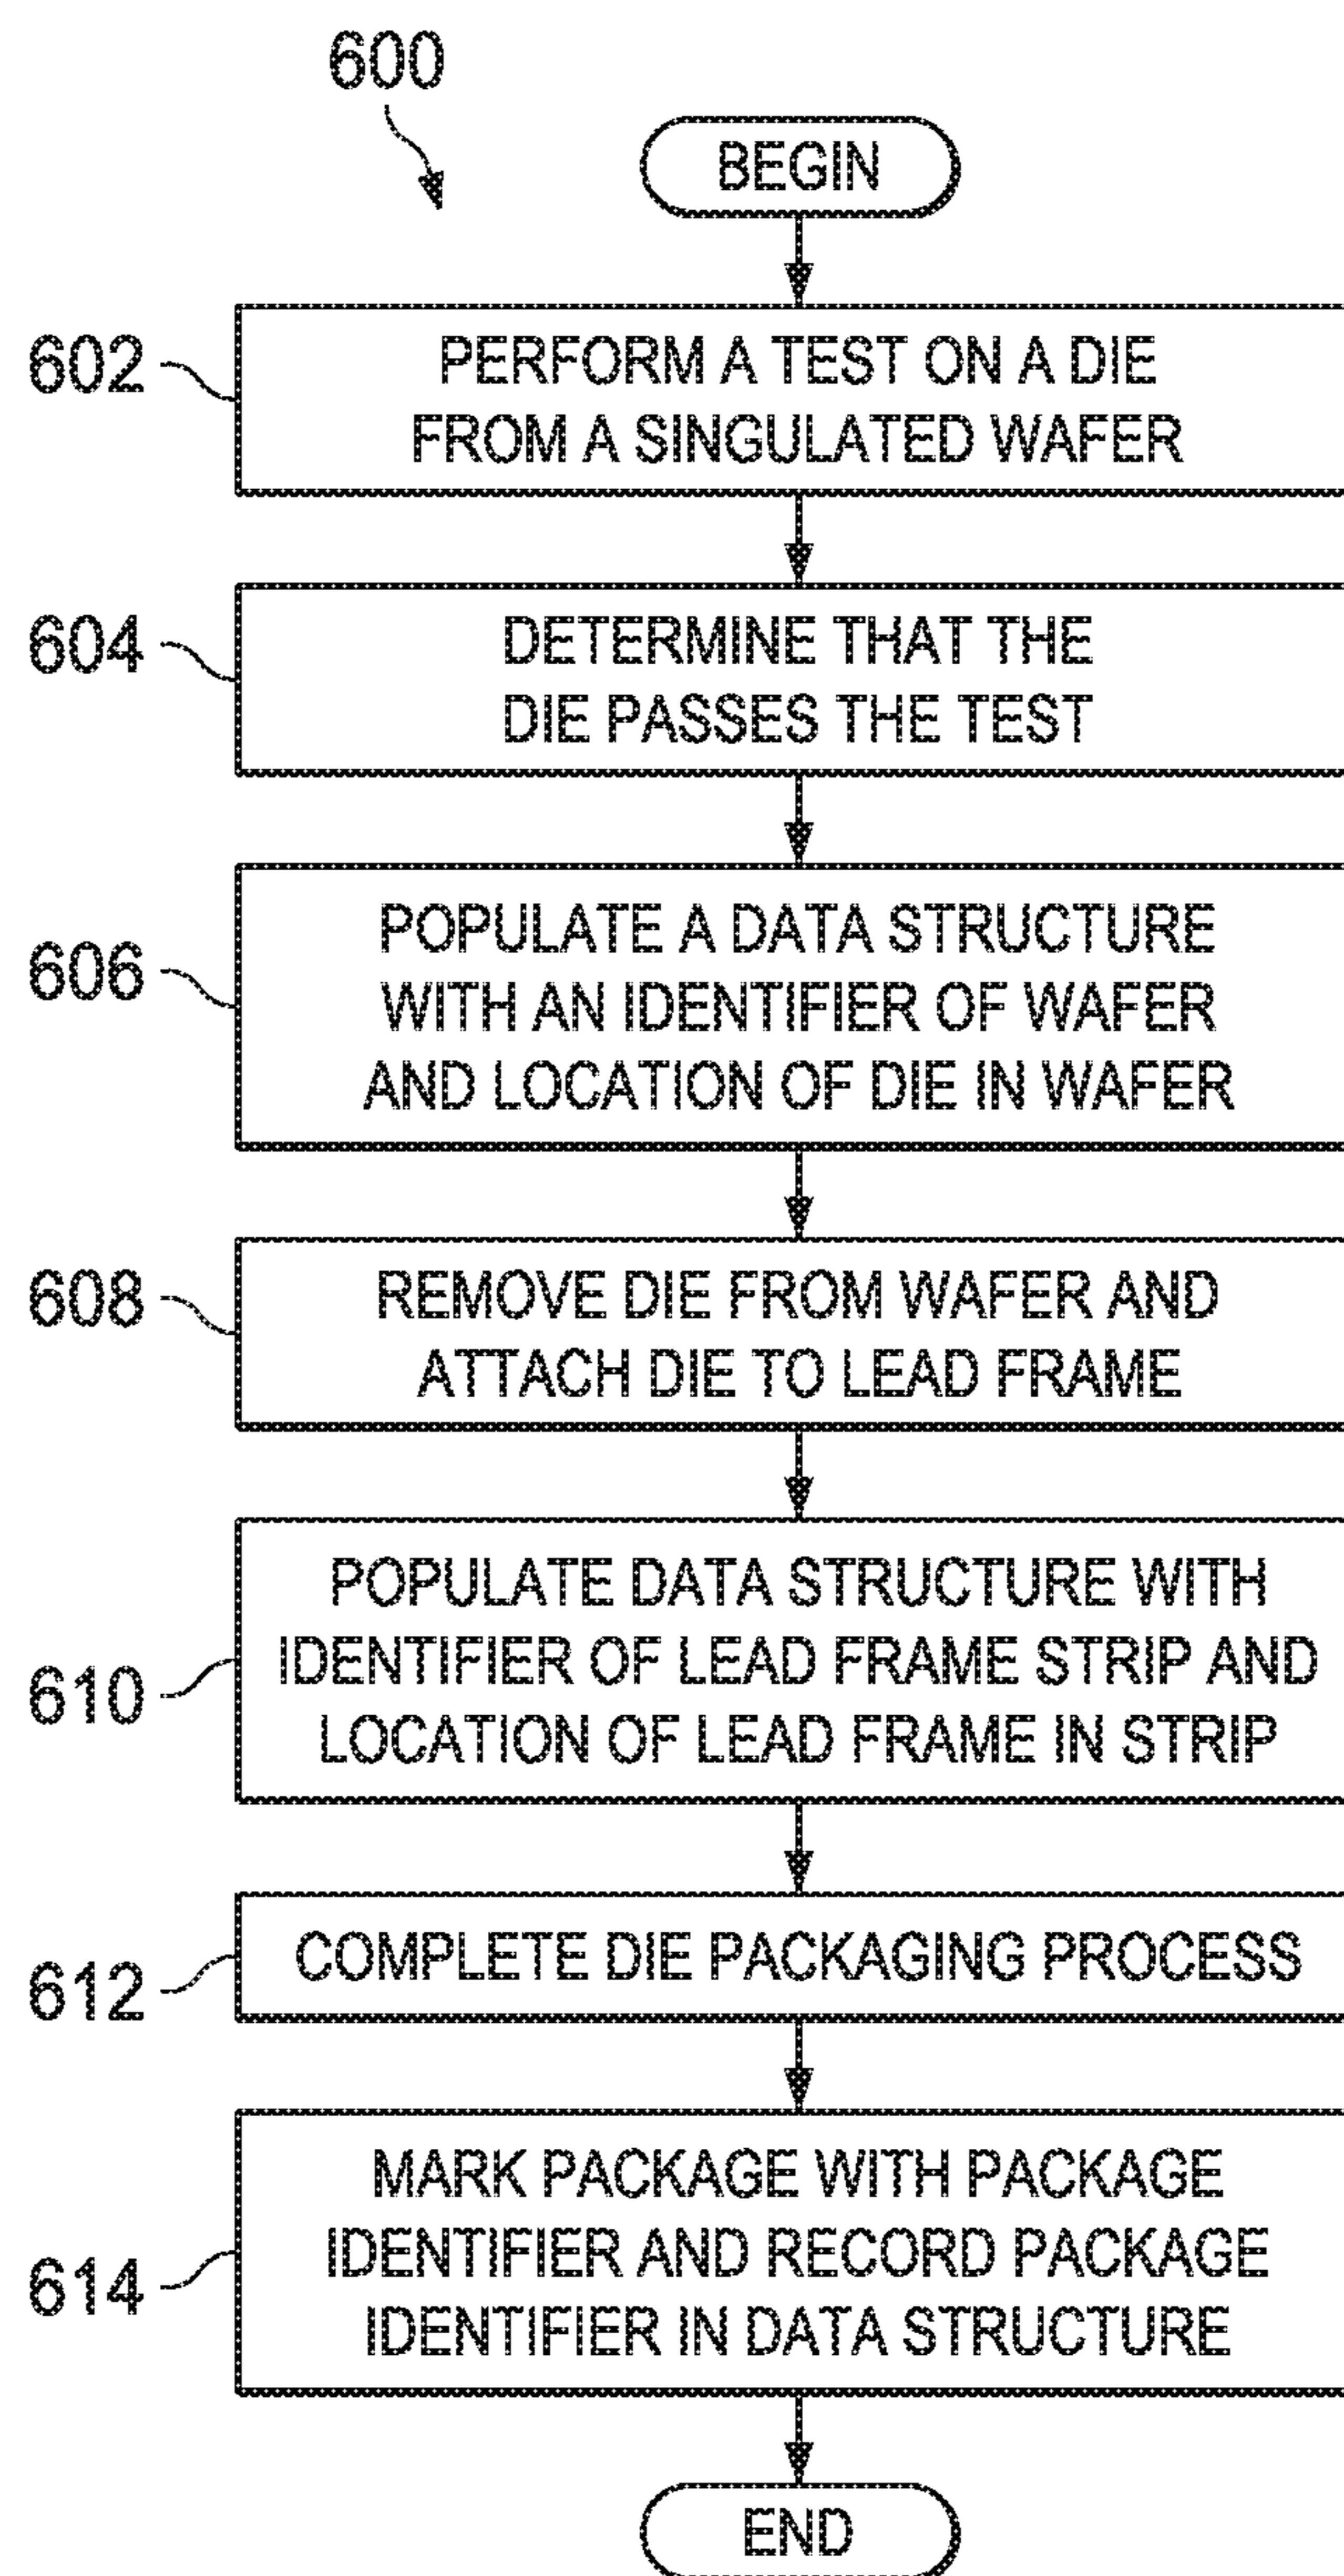 600
BEGIN
602
PERFORM A TEST ON A DIE
FROM A SINGULATED WAFER
604
DETERMINE THAT THE
DIE PASSES THE TEST
606
POPULATE A DATA STRUCTURE
WITH AN IDENTIFIER OF WAFER
AND LOCATION OF DIE IN WAFER
608
REMOVE DIE FROM WAFER AND
ATTACH DIE TO LEAD FRAME
610
POPULATE DATA STRUCTURE WITH
IDENTIFIER OF LEAD FRAME STRIP AND
LOCATION OF LEAD FRAME IN STRIP
612
COMPLETE DIE PACKAGING PROCESS
614
MARK PACKAGE WITH PACKAGE
IDENTIFIER AND RECORD PACKAGE
IDENTIFIER IN DATA STRUCTURE
END